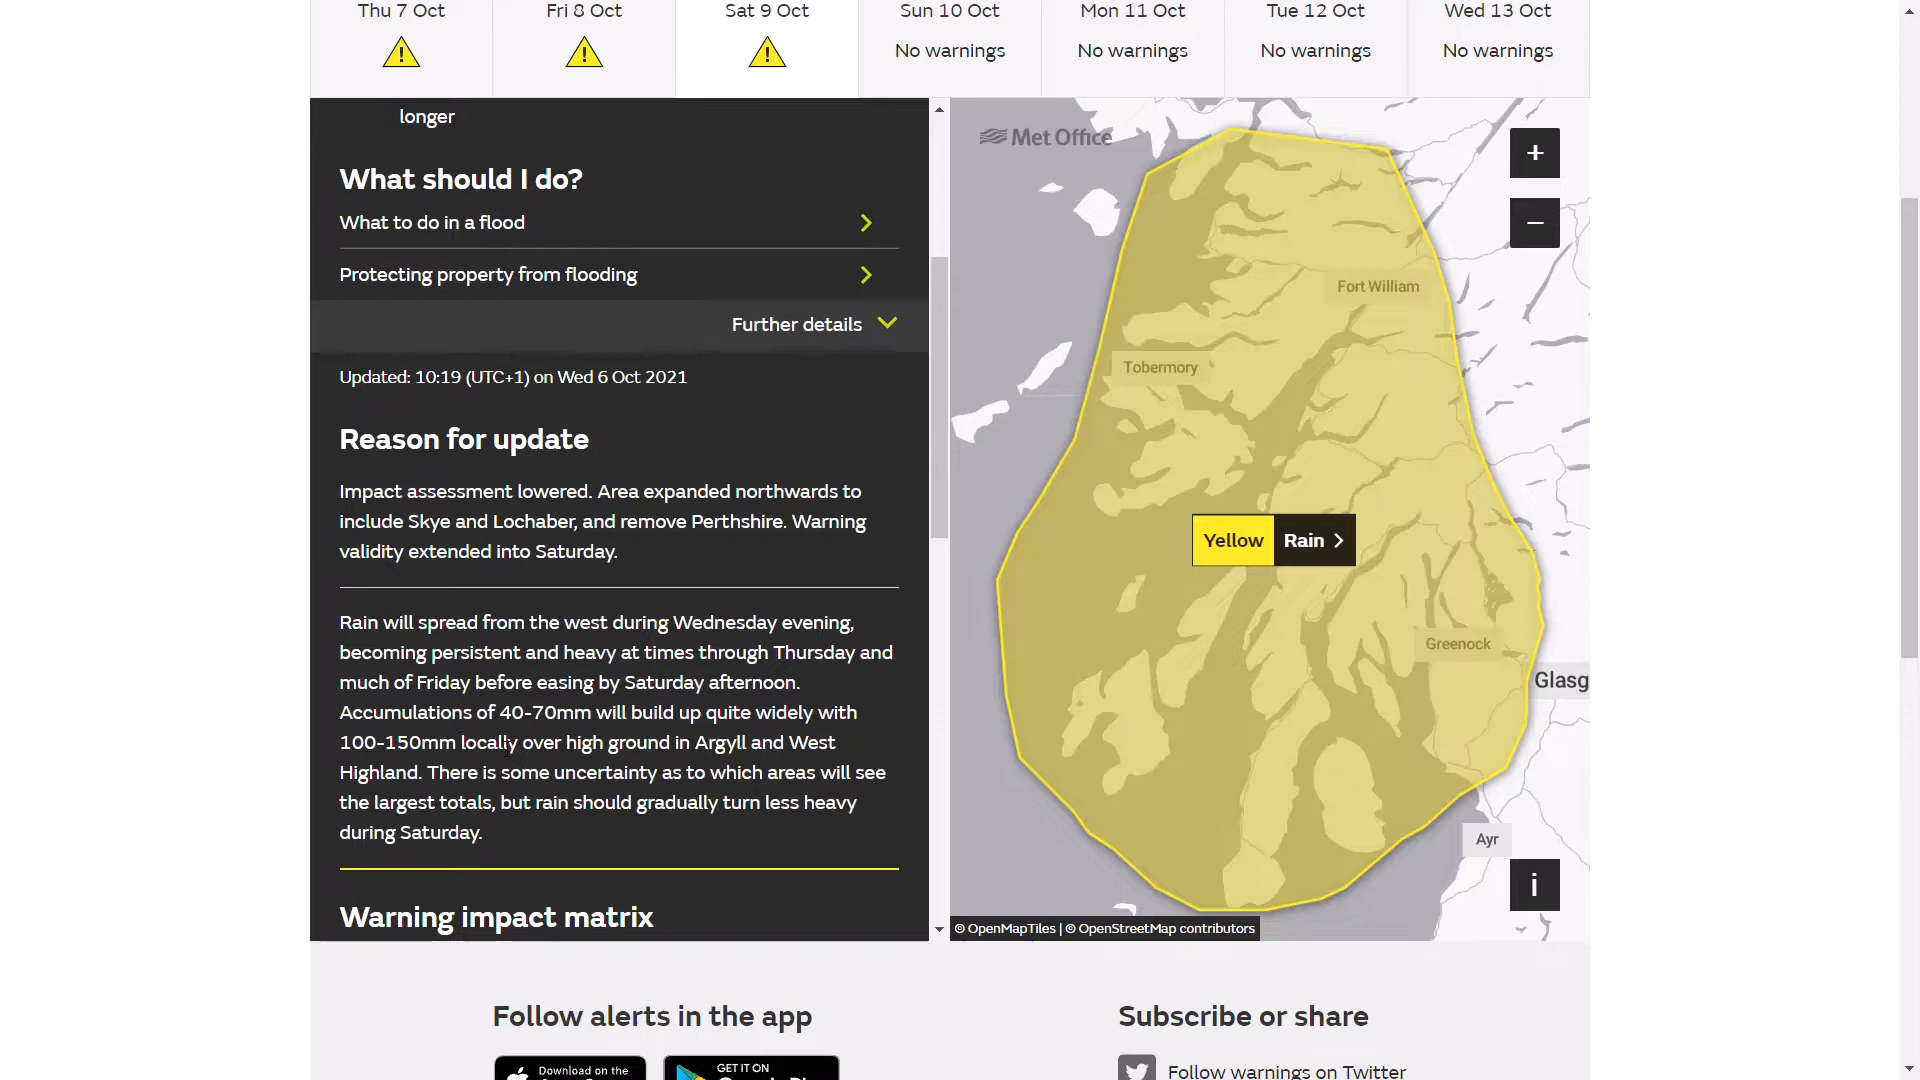 Thu 7 Oct
Fri 8 Oct
Sat 9 Oct
Sun 10 Oct
Mon 11 Oct
Tue 12 Oct
Wed 13 Oct
No warnings
No warnings
No warnings
No warnings
longer
What should I do?
What to do in a flood
Protecting property from flooding
Further details
Updated: 10:19 (UTC+1) on Wed 6 Oct 2021
Reason for update
Impact assessment lowered. Area expanded northwards to
include Skye and Lochaber, and remove Perthshire. Warning
validity extended into Saturday.
Rain will spread from the west during Wednesday evening,
becoming persistent and heavy at times through Thursday and
much of Friday before easing by Saturday afternoon.
Accumulations of 40-70mm will build up quite widely with
100-150mm locally over high ground in Argyll and West
Highland. There is some uncertainty as to which areas will see
the largest totals, but rain should gradually turn less heavy
during Saturday.
Warning impact matrix
Met Office
+
−
Fort William
Tobermory
Yellow Rain
Greenock
Glasg
Ayr
i
© OpenMapTiles | © OpenStreetMap contributors
Follow alerts in the app
Download on the
GET IT ON
Subscribe or share
Follow warnings on Twitter